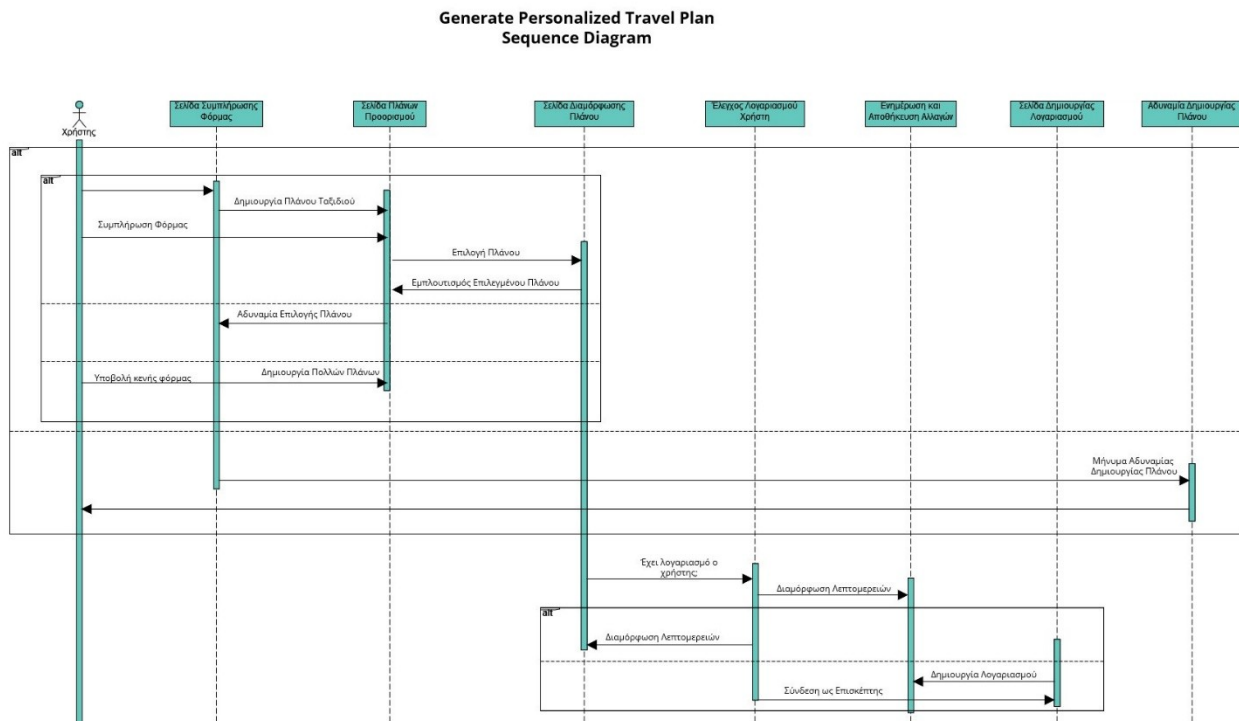 Generate Personalized Travel Plan
Sequence Diagram
Χρήστης
Σελίδα Συμπλήρωσης
Φόρμας
Σελίδα Πλάνων
Προορισμού
Σελίδα Διαμόρφωσης
Πλάνου
Έλεγχος Λογαριασμού
Χρήστη
Ενημέρωση και
Αποθήκευση Αλλαγών
Σελίδα Δημιουργίας
Λογαριασμού
Αδυναμία Δημιουργίας
Πλάνου
alt
alt
Δημιουργία Πλάνου Ταξιδιού
Συμπλήρωση Φόρμας
Επιλογή Πλάνου
Εμπλουτισμός Επιλεγμένου Πλάνου
Αδυναμία Επιλογής Πλάνου
Υποβολή κενής φόρμας
Δημιουργία Πολλών Πλάνων
Μήνυμα Αδυναμίας
Δημιουργίας Πλάνου
Έχει λογαριασμό ο
χρήστης;
Διαμόρφωση Λεπτομερειών
alt
Διαμόρφωση Λεπτομερειών
Δημιουργία Λογαριασμού
Σύνδεση ως Επισκέπτης